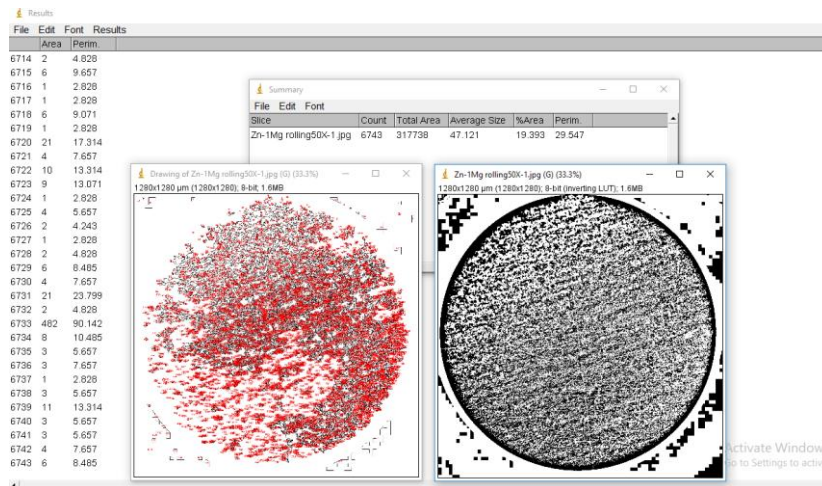 Results
File Edit Font Results
Area Perim.
6714 2 4.828
6715 6 9.657
6716 1 2.828
6717 1 2.828
6718 6 9.071
6719 1 2.828
6720 21 17.314
6721 4 7.657
6722 10 13.314
6723 9 13.071
6724 1 2.828
6725 4 5.657
6726 2 4.243
6727 1 2.828
6728 2 4.828
6729 6 8.485
6730 4 7.657
6731 21 23.799
6732 2 4.828
6733 482 90.142
6734 8 10.485
6735 3 5.657
6736 3 7.657
6737 1 2.828
6738 3 5.657
6739 11 13.314
6740 3 5.657
6741 3 5.657
6742 4 7.657
6743 6 8.485
Summary
File Edit Font
Slice Count Total Area Average Size %Area Perim.
Zn-1Mg rolling50X-1.jpg 6743 317738 47.121 19.393 29.547
Drawing of Zn-1Mg rolling50X-1.jpg (G) (33.3%)
1280x1280 µm (1280x1280); 8-bit; 1.6MB
Zn-1Mg rolling50X-1.jpg (G) (33.3%)
1280x1280 µm (1280x1280); 8-bit (inverting LUT); 1.6MB
Activate Window
Go to Settings to activ